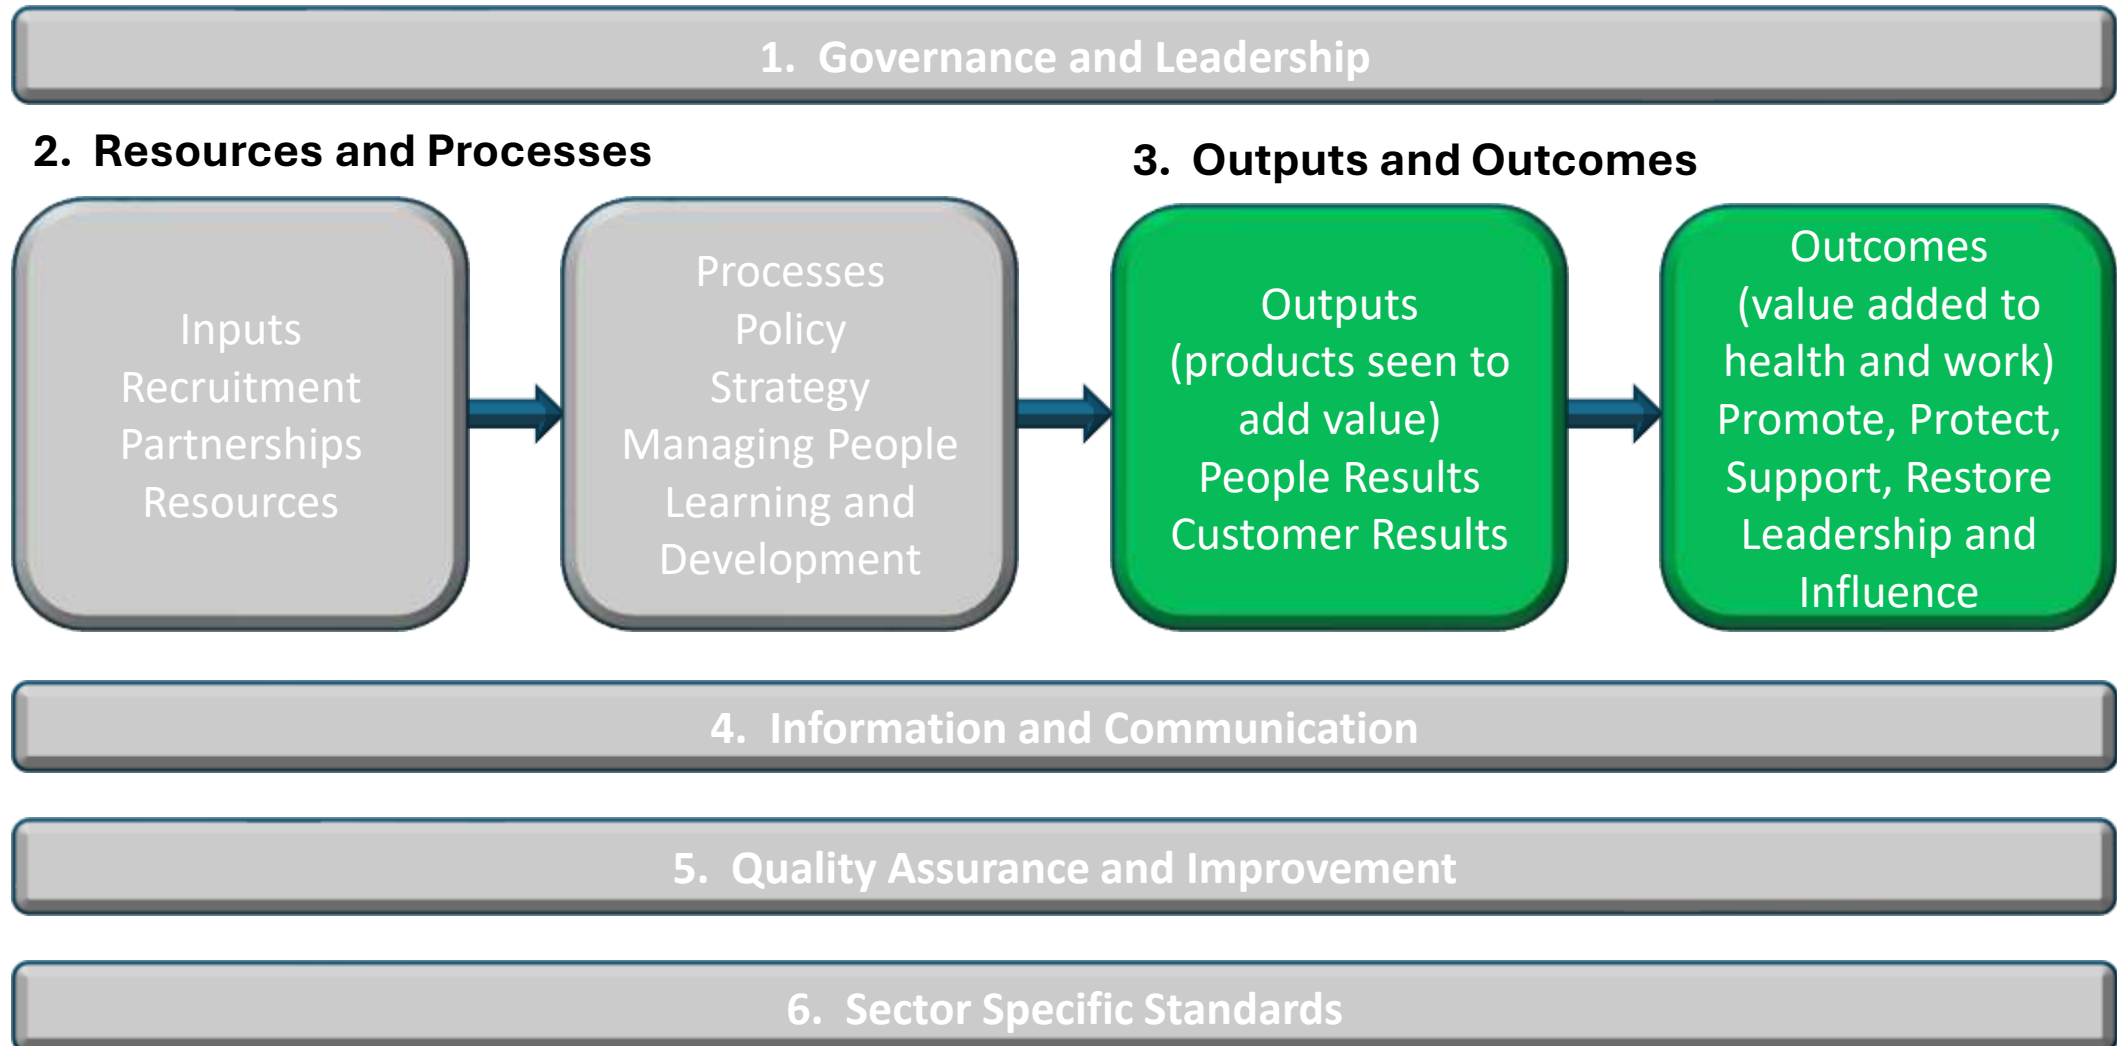 1. Governance and Leadership
2. Resources and Processes
3. Outputs and Outcomes
Inputs
Recruitment
Partnerships
Resources
Processes
Policy
Strategy
Managing People
Learning and
Development
Outputs
(products seen to
add value)
People Results
Customer Results
Outcomes
(value added to
health and work)
Promote, Protect,
Support, Restore
Leadership and
Influence
4. Information and Communication
5. Quality Assurance and Improvement
6. Sector Specific Standards